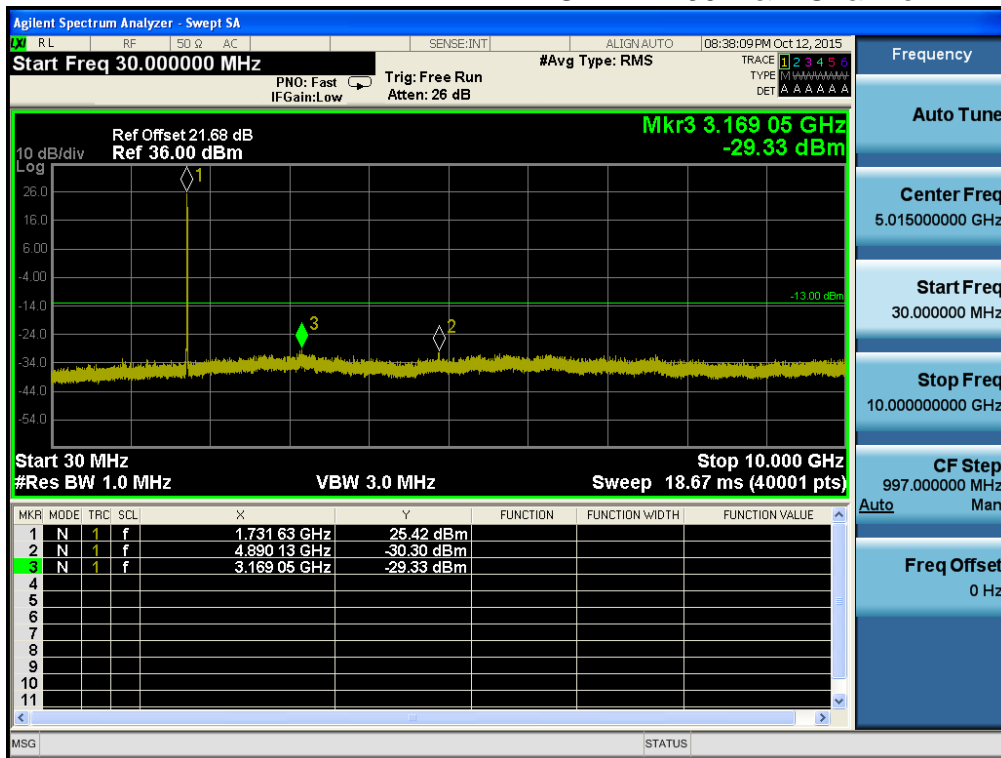 Agilent Spectrum Analyzer - Swept SA
LXI RL RF 50 Ω AC SENSE:INT ALIGN AUTO 08:38:09 PM Oct 12, 2015
Start Freq 30.000000 MHz
PNO: Fast
IFGain:Low
Trig: Free Run
Atten: 26 dB
#Avg Type: RMS
TRACE 1 2 3 4 5 6
TYPE M WWWWW
DET A A A A A A
Ref Offset 21.68 dB
10 dB/div Ref 36.00 dBm
Log
Mkr3 3.169 05 GHz
-29.33 dBm
1
26.0
16.0
6.00
-4.00
-13.00 dBm
-14.0
3
2
-24.0
-34.0
-44.0
-54.0
Start 30 MHz Stop 10.000 GHz
#Res BW 1.0 MHz VBW 3.0 MHz Sweep 18.67 ms (40001 pts)
MKR MODE TRC SCL X Y FUNCTION FUNCTION WIDTH FUNCTION VALUE
1 N 1 f 1.731 63 GHz 25.42 dBm
2 N 1 f 4.890 13 GHz -30.30 dBm
3 N 1 f 3.169 05 GHz -29.33 dBm
4
5
6
7
8
9
10
11
MSG STATUS
Frequency
Auto Tune
Center Freq
5.015000000 GHz
Start Freq
30.000000 MHz
Stop Freq
10.000000000 GHz
CF Step
997.000000 MHz
Auto Man
Freq Offset
0 Hz